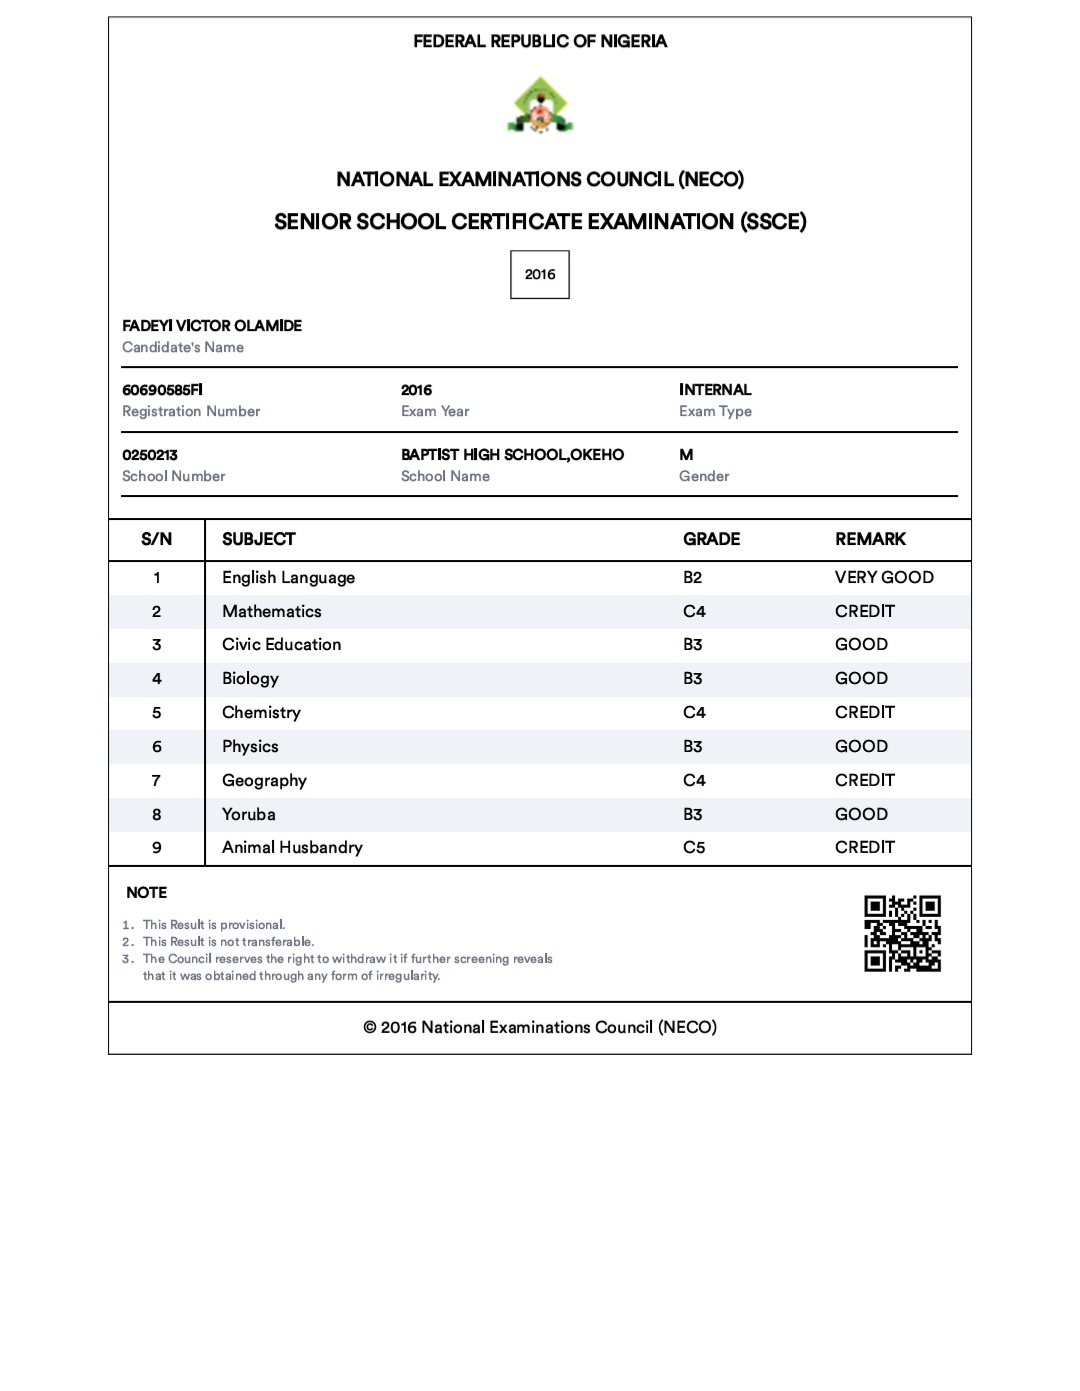 FEDERAL REPUBLIC OF NIGERIA
NATIONAL EXAMINATIONS COUNCIL (NECO)
SENIOR SCHOOL CERTIFICATE EXAMINATION (SSCE)
2016
FADEYI VICTOR OLAMIDE
Candidate's Name
60690585FI 2016 INTERNAL
Registration Number Exam Year Exam Type
0250213 BAPTIST HIGH SCHOOL,OKEHO M
School Number School Name Gender
S/N SUBJECT GRADE REMARK
1 English Language B2 VERY GOOD
2 Mathematics C4 CREDIT
3 Civic Education B3 GOOD
4 Biology B3 GOOD
5 Chemistry C4 CREDIT
6 Physics B3 GOOD
7 Geography C4 CREDIT
8 Yoruba B3 GOOD
9 Animal Husbandry C5 CREDIT
NOTE
1. This Result is provisional.
2. This Result is not transferable.
3. The Council reserves the right to withdraw it if further screening reveals
that it was obtained through any form of irregularity.
© 2016 National Examinations Council (NECO)